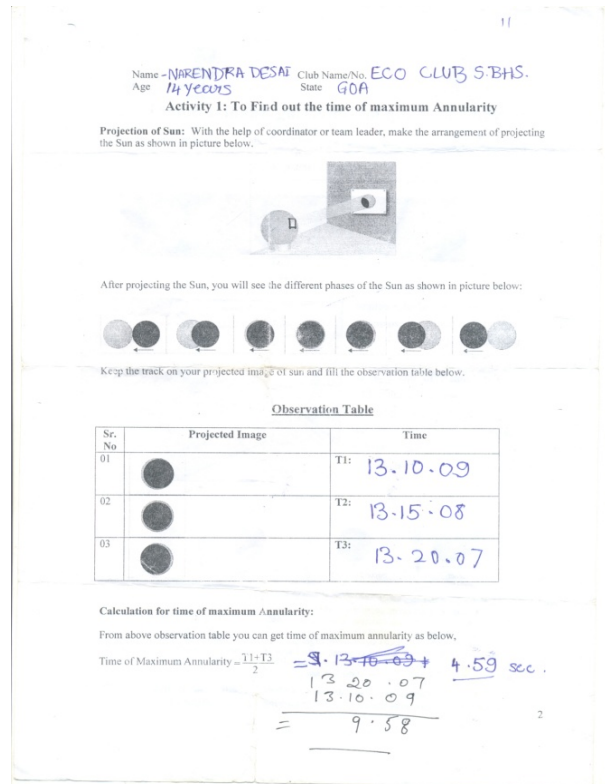 11
Name - NARENDRA DESAI Club Name/No. ECO CLUB S.BHS.
Age 14 years State GOA
Activity 1: To Find out the time of maximum Annularity
Projection of Sun: With the help of coordinator or team leader, make the arrangement of projecting
the Sun as shown in picture below.
After projecting the Sun, you will see the different phases of the Sun as shown in picture below:
Keep the track on your projected image of sun and fill the observation table below.
Observation Table
Sr. No Projected Image Time
01 T1: 13.10.09
02 T2: 13.15.08
03 T3: 13.20.07
Calculation for time of maximum Annularity:
From above observation table you can get time of maximum annularity as below,
Time of Maximum Annularity = T1+T3/2 = 4.59 sec.
13 20 .07
13.10. 09
= 9.58
2